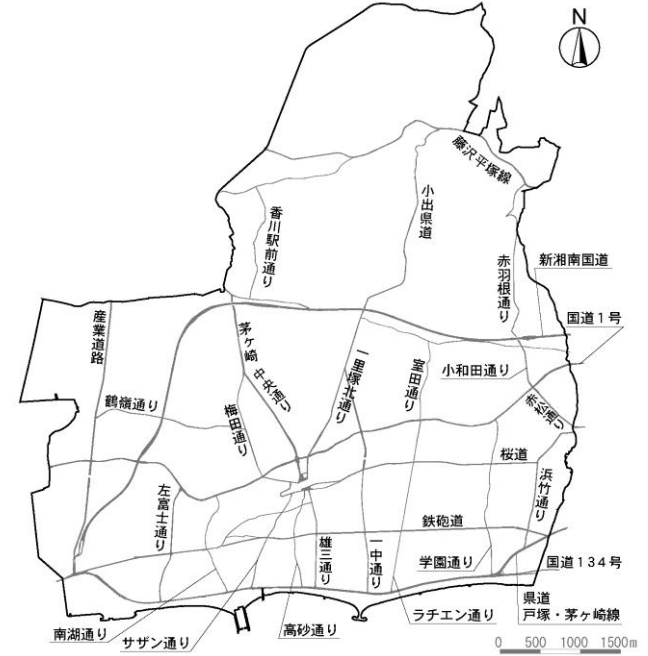 N
藤沢平塚線
小出県道
香川駅前通り
赤羽根通り
新湘南国道
国道1号
産業道路
茅ヶ崎中央通り
一里塚北通り
室田通り
小和田通り
鶴嶺通り
梅田通り
赤松通り
桜道
浜竹通り
左富士通り
鉄砲道
雄三通り
一中通り
学園通り
国道134号
県道
戸塚・茅ヶ崎線
南湖通り
サザン通り
高砂通り
ラチエン通り
0 500 1000 1500m